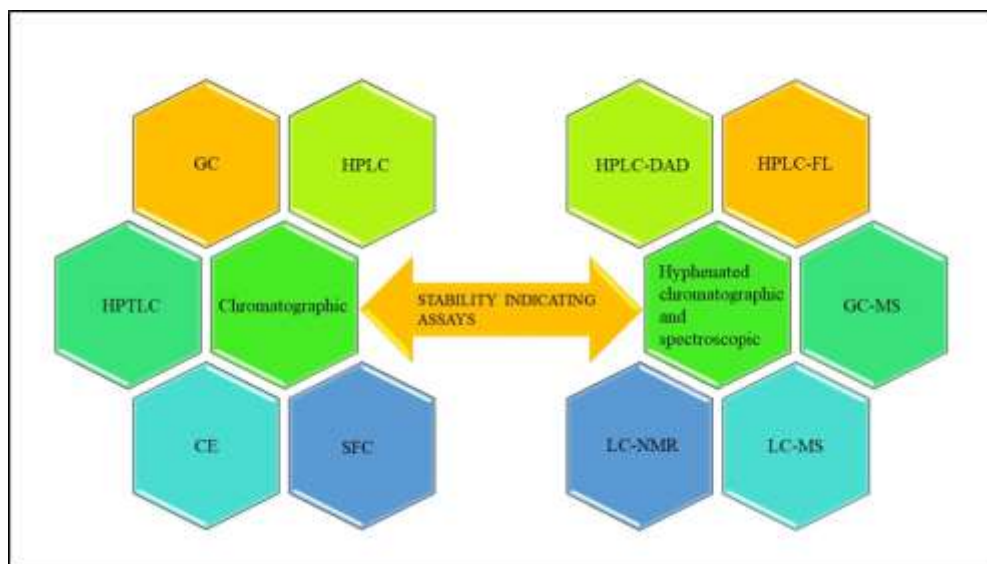 GC
HPLC
HPTLC
Chromatographic
CE
SFC
STABILITY INDICATING
ASSAYS
HPLC-DAD
HPLC-FL
Hyphenated
chromatographic
and
spectroscopic
GC-MS
LC-NMR
LC-MS